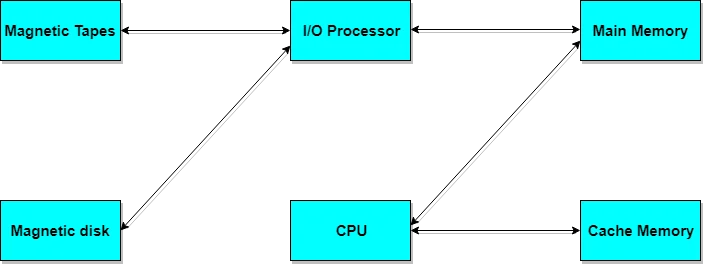 Magnetic Tapes
I/O Processor
Main Memory
Magnetic disk
CPU
Cache Memory